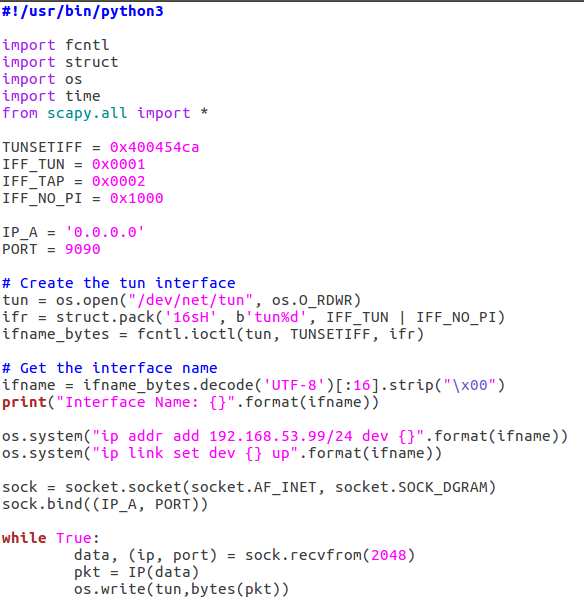 #!/usr/bin/python3
import fcntl
import struct
import os
import time
from scapy.all import *
TUNSETIFF = 0x400454ca
IFF_TUN = 0x0001
IFF_TAP = 0x0002
IFF_NO_PI = 0x1000
IP_A = '0.0.0.0'
PORT = 9090
# Create the tun interface
tun = os.open("/dev/net/tun", os.O_RDWR)
ifr = struct.pack('16sH', b'tun%d', IFF_TUN | IFF_NO_PI)
ifname_bytes = fcntl.ioctl(tun, TUNSETIFF, ifr)
# Get the interface name
ifname = ifname_bytes.decode('UTF-8')[:16].strip("\x00")
print("Interface Name: {}".format(ifname))
os.system("ip addr add 192.168.53.99/24 dev {}".format(ifname))
os.system("ip link set dev {} up".format(ifname))
sock = socket.socket(socket.AF_INET, socket.SOCK_DGRAM)
sock.bind((IP_A, PORT))
while True:
        data, (ip, port) = sock.recvfrom(2048)
        pkt = IP(data)
        os.write(tun,bytes(pkt))